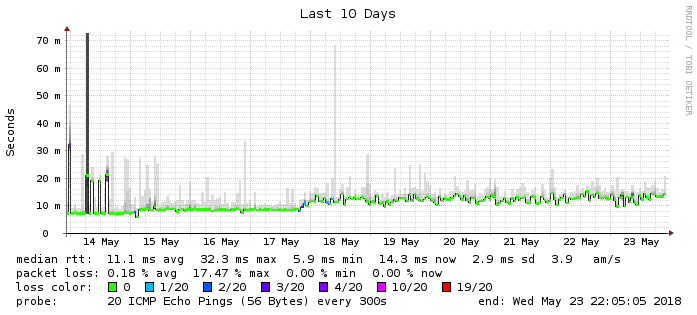 Last 10 Days
RRDTOOL / TOBI OETIKER
Seconds
70 m
60 m
50 m
40 m
30 m
20 m
10 m
0
14 May 15 May 16 May 17 May 18 May 19 May 20 May 21 May 22 May 23 May
median rtt: 11.1 ms avg 32.3 ms max 5.9 ms min 14.3 ms now 2.9 ms sd 3.9 am/s
packet loss: 0.18 % avg 17.47 % max 0.00 % min 0.00 % now
loss color: 0 1/20 2/20 3/20 4/20 10/20 19/20
probe: 20 ICMP Echo Pings (56 Bytes) every 300s end: Wed May 23 22:05:05 2018